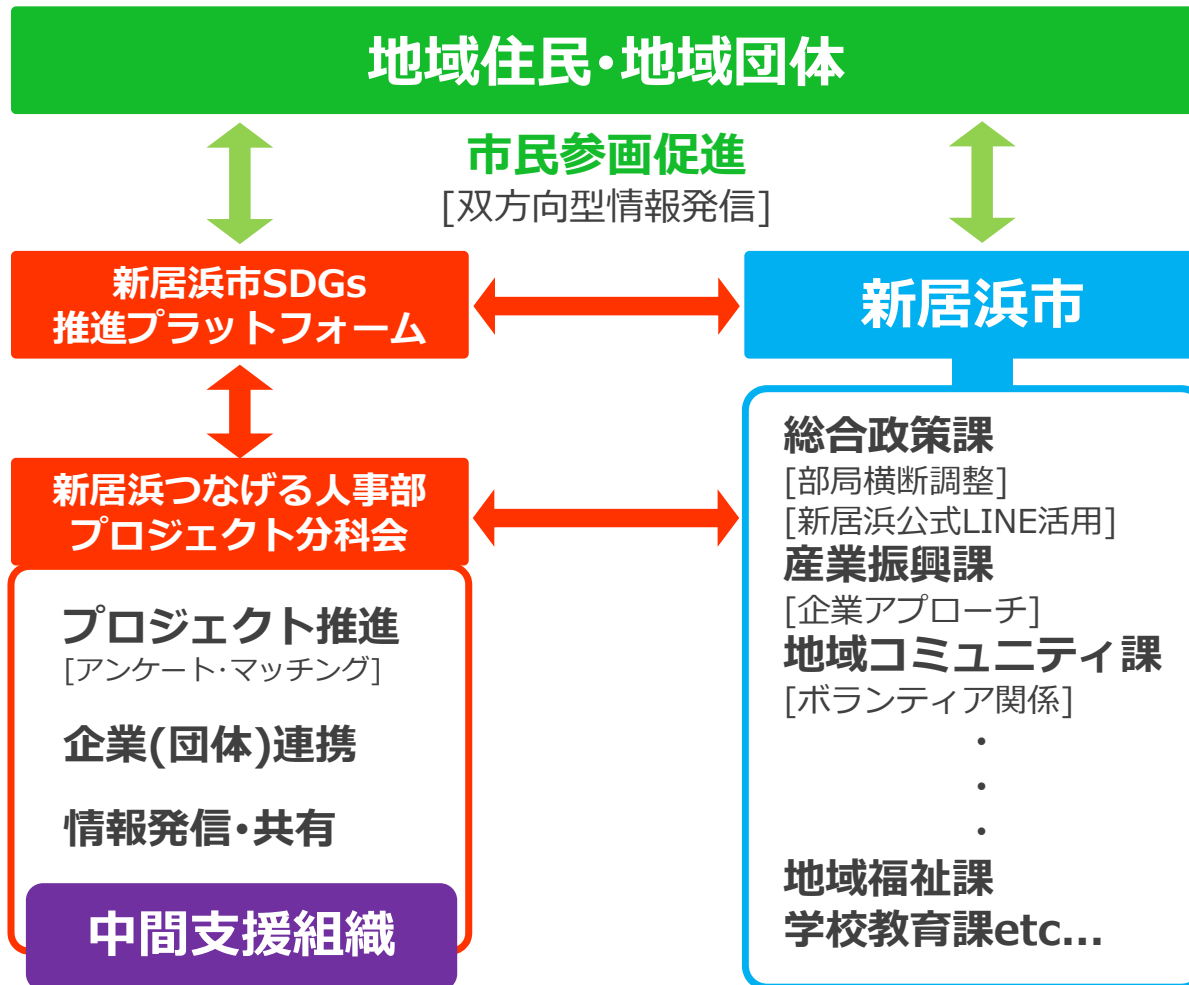 地域住民・地域団体
市民参画促進
[双方向型情報発信]
新居浜市SDGs
推進プラットフォーム
新居浜市
新居浜つなげる人事部
プロジェクト分科会
プロジェクト推進
[アンケート・マッチング]
企業(団体)連携
情報発信・共有
中間支援組織
総合政策課
[部局横断調整]
[新居浜公式LINE活用]
産業振興課
[企業アプローチ]
地域コミュニティ課
[ボランティア関係]
・
・
・
地域福祉課
学校教育課etc...